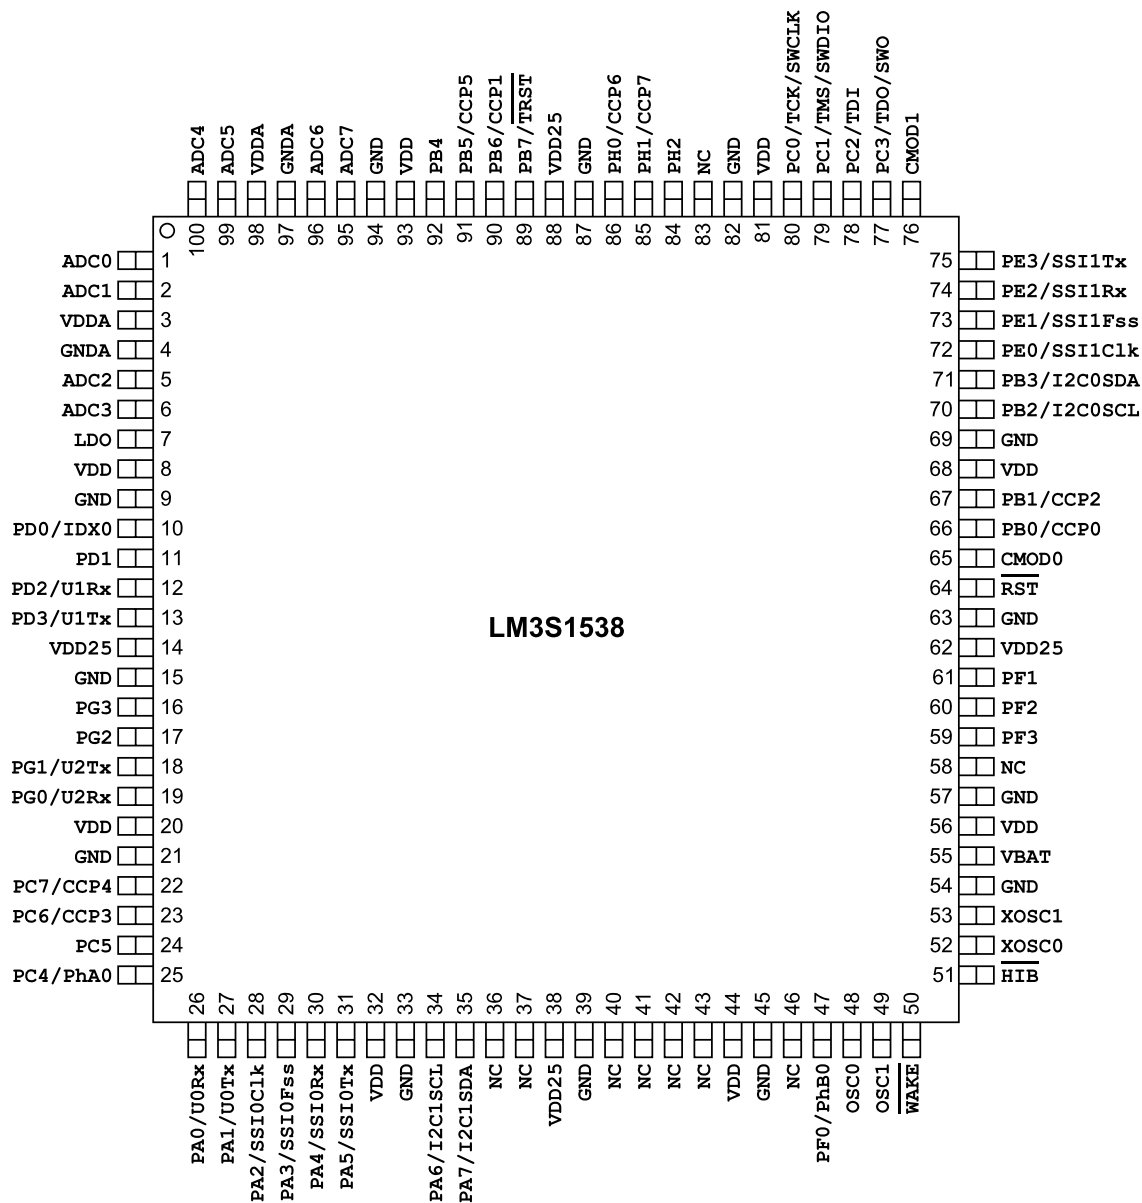 ADC4
ADC5
VDDA
GNDA
ADC6
ADC7
GND
VDD
PB4
PB5/CCP5
PB6/CCP1
PB7/TRST
VDD25
GND
PH0/CCP6
PH1/CCP7
PH2
NC
GND
VDD
PC0/TCK/SWCLK
PC1/TMS/SWDIO
PC2/TDI
PC3/TDO/SWO
CMOD1
100
99
98
97
96
95
94
93
92
91
90
89
88
87
86
85
84
83
82
81
80
79
78
77
76
ADC0 1
ADC1 2
VDDA 3
GNDA 4
ADC2 5
ADC3 6
LDO 7
VDD 8
GND 9
PD0/IDX0 10
PD1 11
PD2/U1Rx 12
PD3/U1Tx 13
VDD25 14
GND 15
PG3 16
PG2 17
PG1/U2Tx 18
PG0/U2Rx 19
VDD 20
GND 21
PC7/CCP4 22
PC6/CCP3 23
PC5 24
PC4/PhA0 25
LM3S1538
75 PE3/SSI1Tx
74 PE2/SSI1Rx
73 PE1/SSI1Fss
72 PE0/SSI1Clk
71 PB3/I2C0SDA
70 PB2/I2C0SCL
69 GND
68 VDD
67 PB1/CCP2
66 PB0/CCP0
65 CMOD0
64 RST
63 GND
62 VDD25
61 PF1
60 PF2
59 PF3
58 NC
57 GND
56 VDD
55 VBAT
54 GND
53 XOSC1
52 XOSC0
51 HIB
26
27
28
29
30
31
32
33
34
35
36
37
38
39
40
41
42
43
44
45
46
47
48
49
50
PA0/U0Rx
PA1/U0Tx
PA2/SSI0Clk
PA3/SSI0Fss
PA4/SSI0Rx
PA5/SSI0Tx
VDD
GND
PA6/I2C1SCL
PA7/I2C1SDA
NC
NC
VDD25
GND
NC
NC
NC
NC
VDD
GND
NC
PF0/PhB0
OSC0
OSC1
WAKE